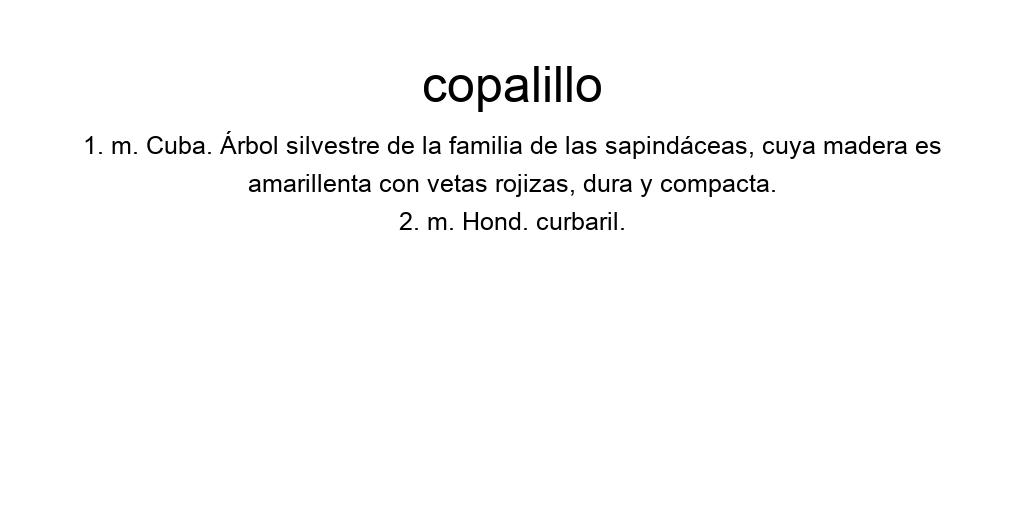 copalillo
1. m. Cuba. Árbol silvestre de la familia de las sapindáceas, cuya madera es
amarillenta con vetas rojizas, dura y compacta.
2. m. Hond. curbaril.